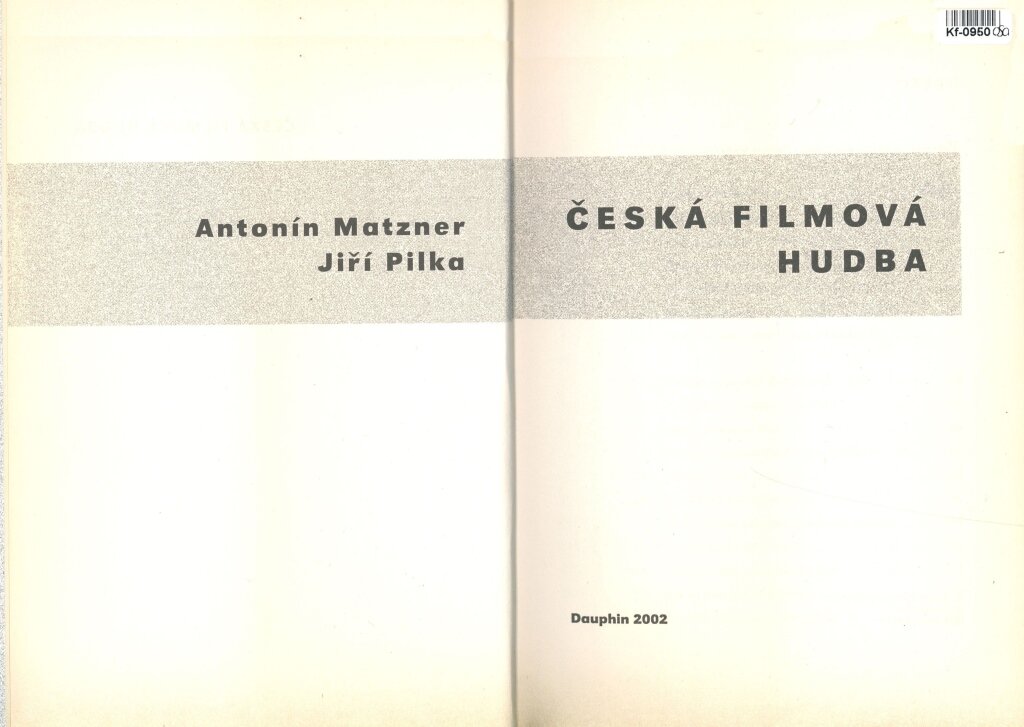 Kf-0950
Antonín Matzner
Jiří Pilka
ČESKÁ FILMOVÁ
HUDBA
Dauphin 2002